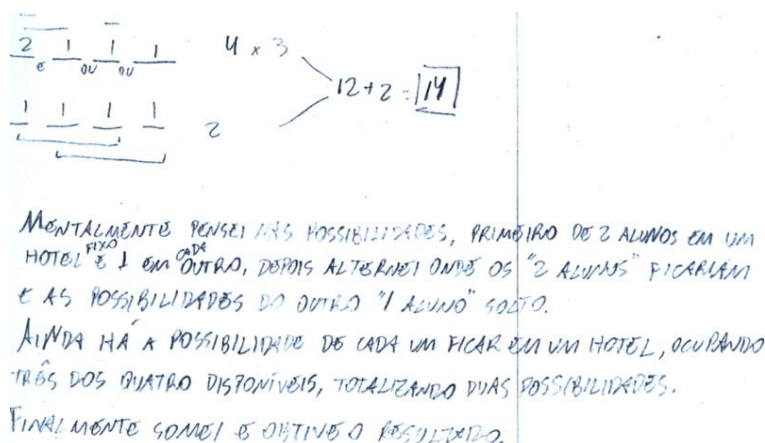 2 1 1 1 4 x 3
e ou ou
12+2 = 14
1 1 1 1 2
MENTALMENTE PENSEI NAS POSSIBILIDADES, PRIMEIRO DE 2 ALUNOS EM UM
HOTEL FIXO E 1 EM CADA OUTRO, DEPOIS ALTERNEI ONDE OS "2 ALUNOS" FICARIAM
E AS POSSIBILIDADES DO OUTRO "1 ALUNO" SOLTO.
AINDA HÁ A POSSIBILIDADE DE CADA UM FICAR EM UM HOTEL, OCUPANDO
TRÊS DOS QUATRO DISPONÍVEIS, TOTALIZANDO DUAS POSSIBILIDADES.
FINALMENTE SOMEI E OBTIVE O RESULTADO.